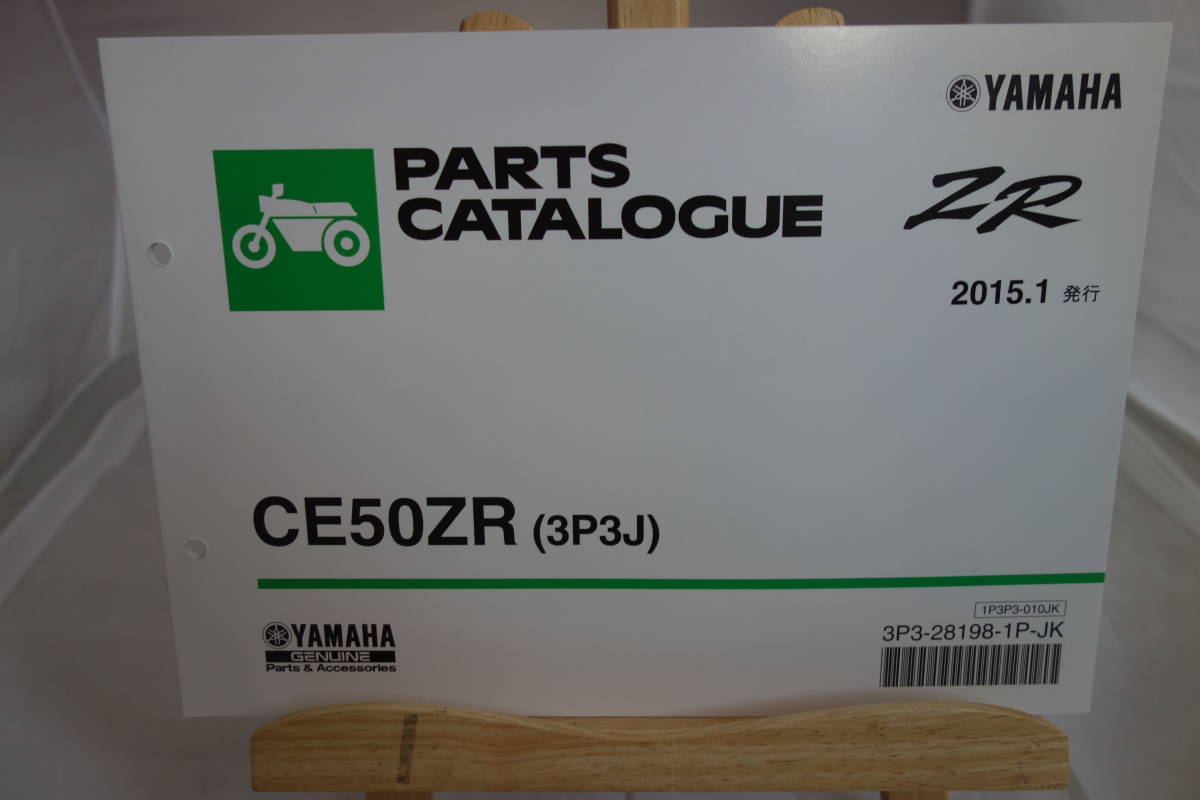 YAMAHA
PARTS
CATALOGUE
ZR
2015.1 発行
CE50ZR (3P3J)
1P3P3-010JK
3P3-28198-1P-JK
YAMAHA
GENUINE
Parts & Accessories